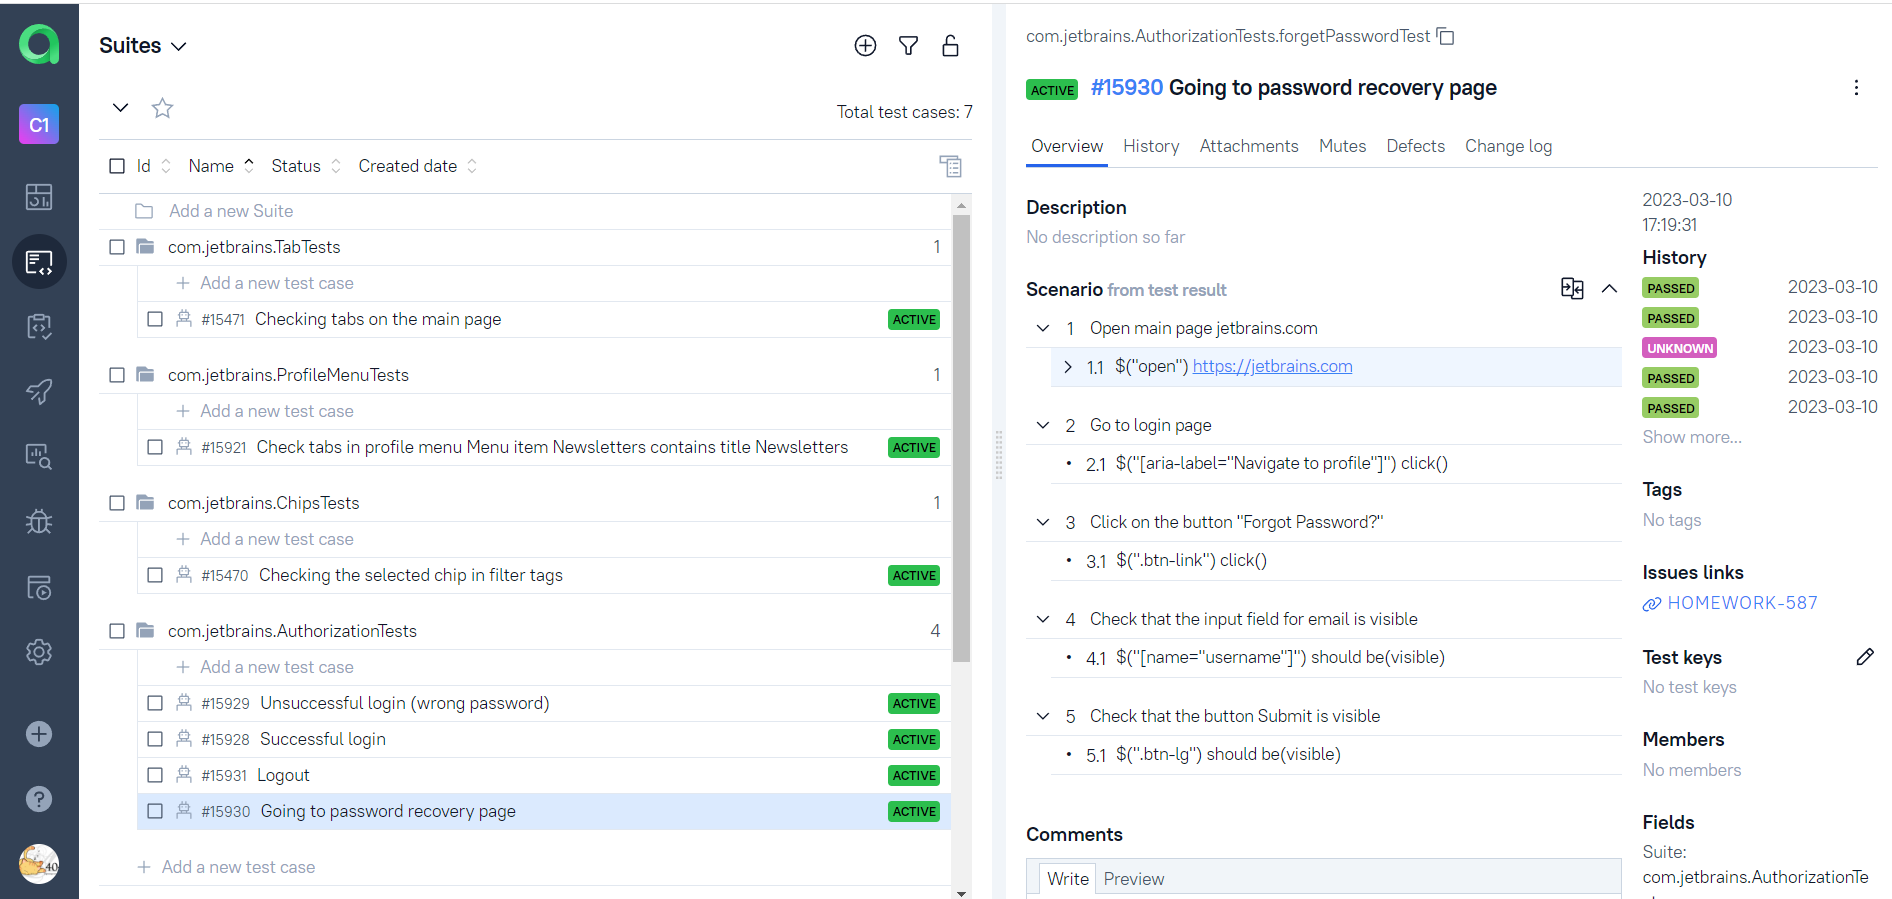 C1
Suites
Total test cases: 7
Id Name Status Created date
Add a new Suite
com.jetbrains.TabTests 1
Add a new test case
#15471 Checking tabs on the main page ACTIVE
com.jetbrains.ProfileMenuTests 1
Add a new test case
#15921 Check tabs in profile menu Menu item Newsletters contains title Newsletters ACTIVE
com.jetbrains.ChipsTests 1
Add a new test case
#15470 Checking the selected chip in filter tags ACTIVE
com.jetbrains.AuthorizationTests 4
Add a new test case
#15929 Unsuccessful login (wrong password) ACTIVE
#15928 Successful login ACTIVE
#15931 Logout ACTIVE
#15930 Going to password recovery page ACTIVE
Add a new test case
40
com.jetbrains.AuthorizationTests.forgetPasswordTest
ACTIVE #15930 Going to password recovery page
Overview History Attachments Mutes Defects Change log
Description
No description so far
Scenario from test result
1 Open main page jetbrains.com
1.1 $("open") https://jetbrains.com
2 Go to login page
2.1 $("[aria-label="Navigate to profile"]") click()
3 Click on the button "Forgot Password?"
3.1 $(".btn-link") click()
4 Check that the input field for email is visible
4.1 $("[name="username"]") should be(visible)
5 Check that the button Submit is visible
5.1 $(".btn-lg") should be(visible)
Comments
Write Preview
2023-03-10
17:19:31
History
PASSED 2023-03-10
PASSED 2023-03-10
UNKNOWN 2023-03-10
PASSED 2023-03-10
PASSED 2023-03-10
Show more...
Tags
No tags
Issues links
HOMEWORK-587
Test keys
No test keys
Members
No members
Fields
Suite:
com.jetbrains.AuthorizationTe